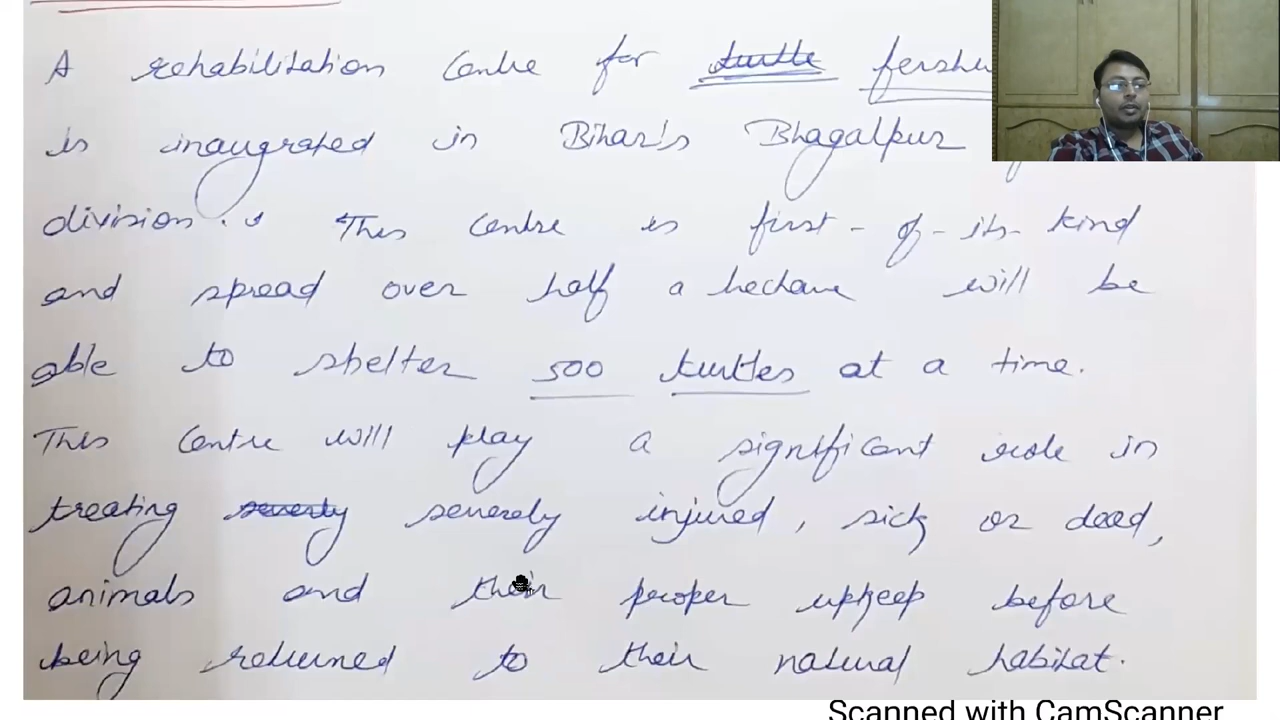 A rehabilitation Centre for turtle
is inaugrated in Bihar's Bhagalpur
division. This Centre is first-of-its-kind
and spread over half a hectare will be
able to shelter 500 turtles at a time.
This Centre will play a significant role in
treating severly severely injured, sick or dead,
animals and their proper upkeep before
being returned to their natural habitat.
Scanned with CamScanner